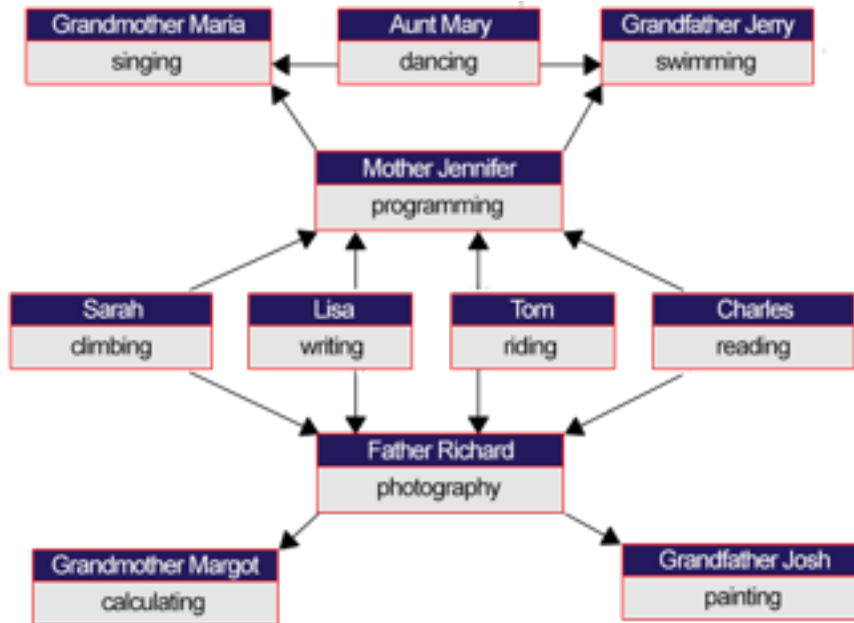 Grandmother Maria
singing
Aunt Mary
dancing
Grandfather Jerry
swimming
Mother Jennifer
programming
Sarah
climbing
Lisa
writing
Tom
riding
Charles
reading
Father Richard
photography
Grandmother Margot
calculating
Grandfather Josh
painting